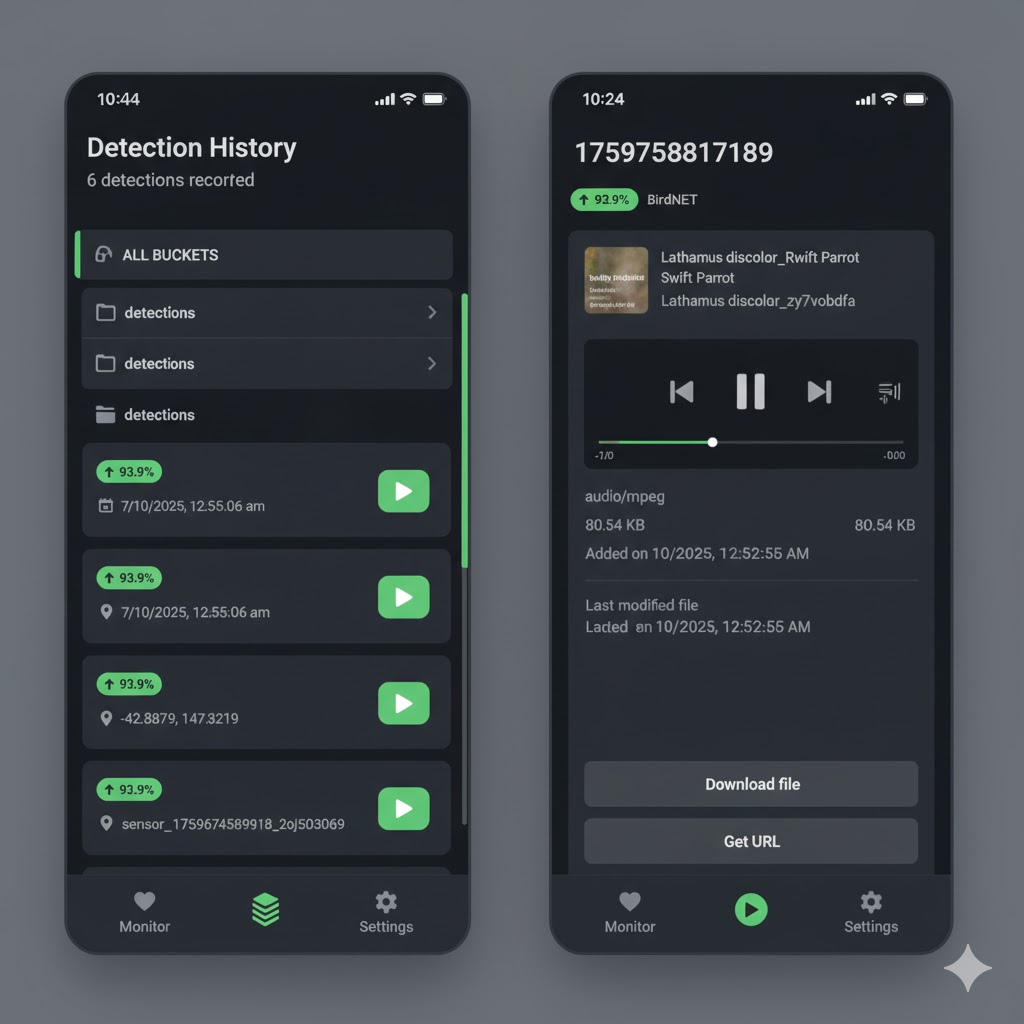 10:44
Detection History
6 detections recorted
ALL BUCKETS
detections
detections
detections
93.9%
7/10/2025, 12.55.06 am
93.9%
7/10/2025, 12.55:06 am
93.9%
-42.8879, 147.3219
93.9%
sensor_1759674589918_2oj503069
Monitor
Settings
10:24
1759758817189
93.9%
BirdNET
Lathamus discolor_Rwift Parrot
Swift Parrot
Lathamus discolor_zy7vobdfa
-7/0
-000
audio/mpeg
80.54 KB
80.54 KB
Added on 10/2025, 12:52:55 AM
Last modified file
Lacled on 10/2025, 12:52:55 AM
Download file
Get URL
Monitor
Settings